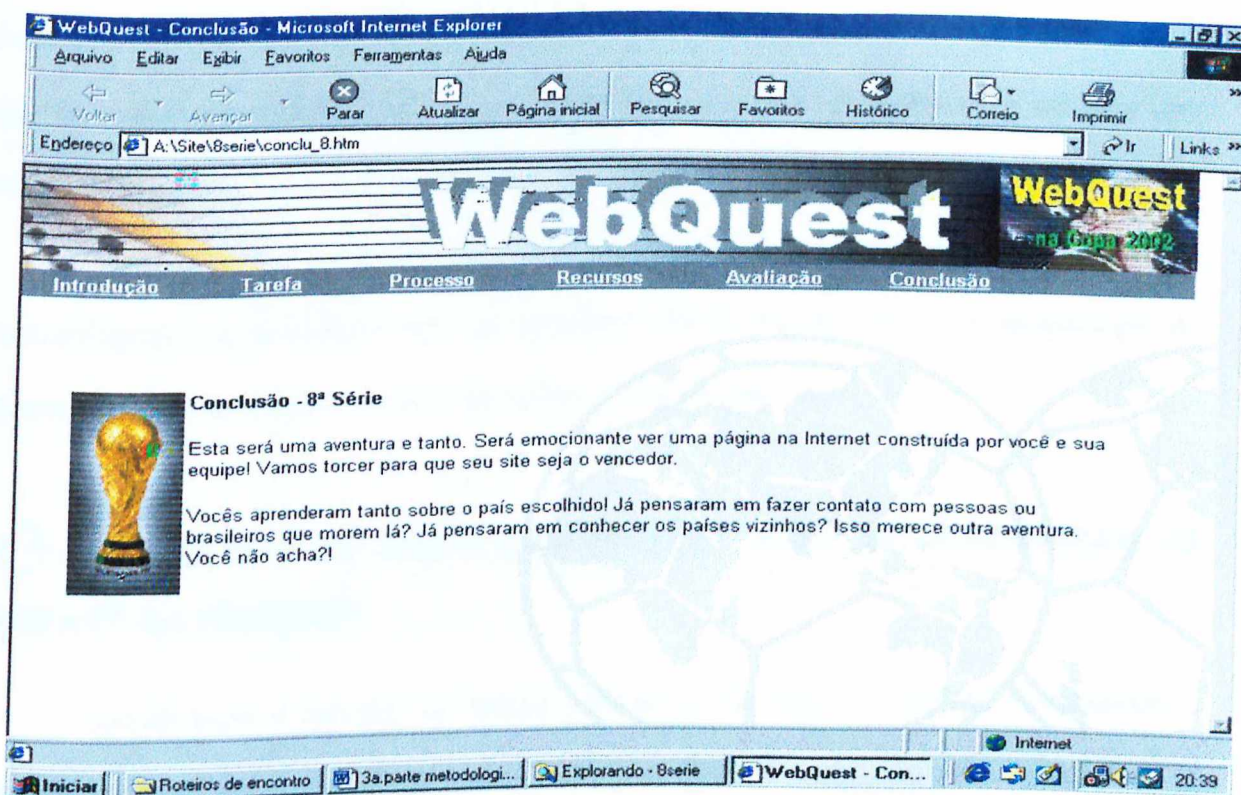 WebQuest - Conclusão - Microsoft Internet Explorer
Arquivo Editar Exibir Favoritos Ferramentas Ajuda
Voltar Avançar Parar Atualizar Página inicial Pesquisar Favoritos Histórico Correio Imprimir
Endereço A:\Site\8serie\conclu_8.htm Ir Links
WebQuest
WebQuest
na Copa 2002
Introdução Tarefa Processo Recursos Avaliação Conclusão
Conclusão - 8ª Série
Esta será uma aventura e tanto. Será emocionante ver uma página na Internet construída por você e sua
equipe! Vamos torcer para que seu site seja o vencedor.
Vocês aprenderam tanto sobre o país escolhido! Já pensaram em fazer contato com pessoas ou
brasileiros que morem lá? Já pensaram em conhecer os países vizinhos? Isso merece outra aventura.
Você não acha?!
Internet
Iniciar Roteiros de encontro 3a.parte metodologi... Explorando - 8serie WebQuest - Con... 20:39